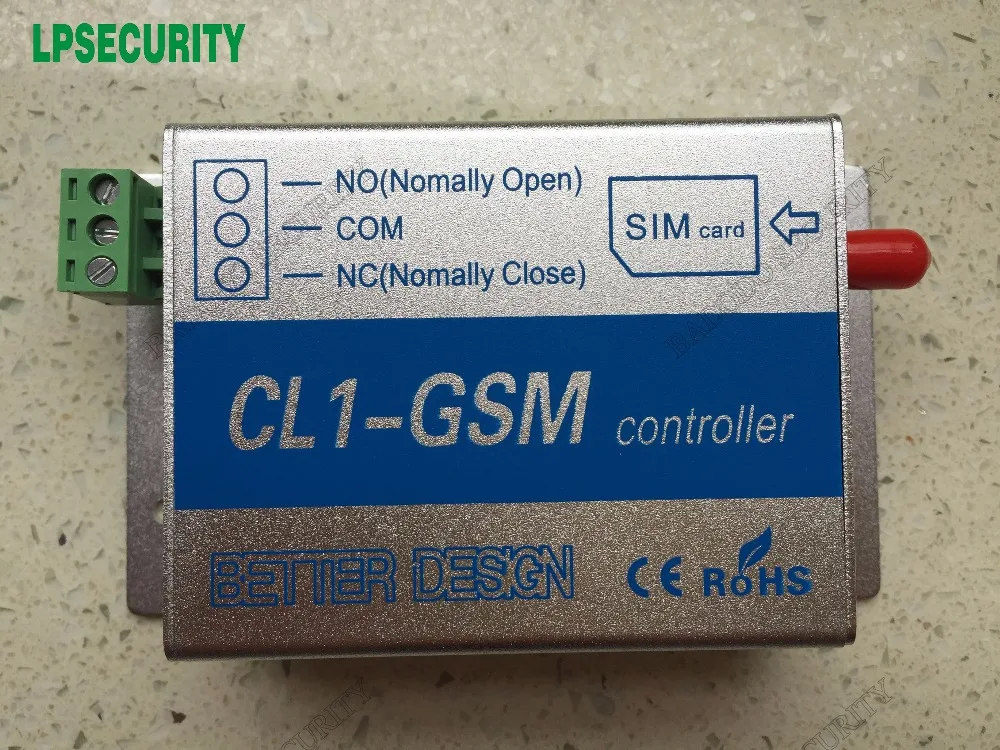 LPSECURITY
NO(Nomally Open)
COM
NC(Nomally Close)
SIM card
CL1-GSM controller
BETTER DESIGN
CE RoHS